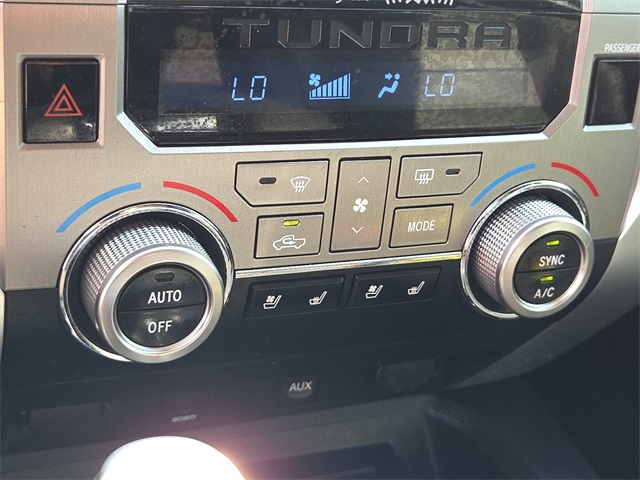 TUNDRA
PASSENGER
LO LO
MODE
AUTO
OFF
SYNC
A/C
AUX